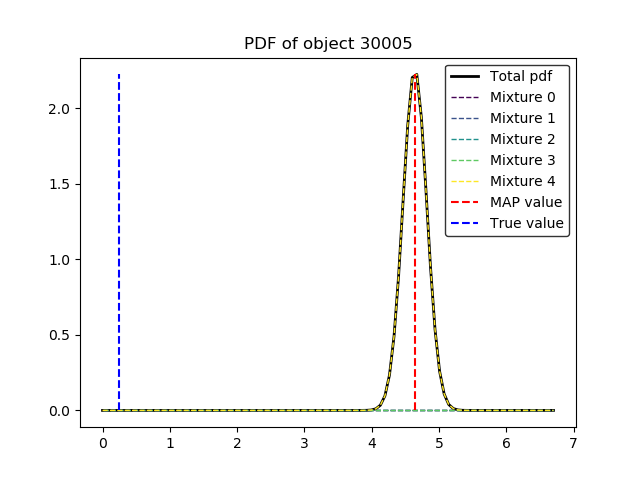 PDF of object 30005
Total pdf
Mixture 0
Mixture 1
Mixture 2
Mixture 3
Mixture 4
MAP value
True value
2.0
1.5
1.0
0.5
0.0
0 1 2 3 4 5 6 7